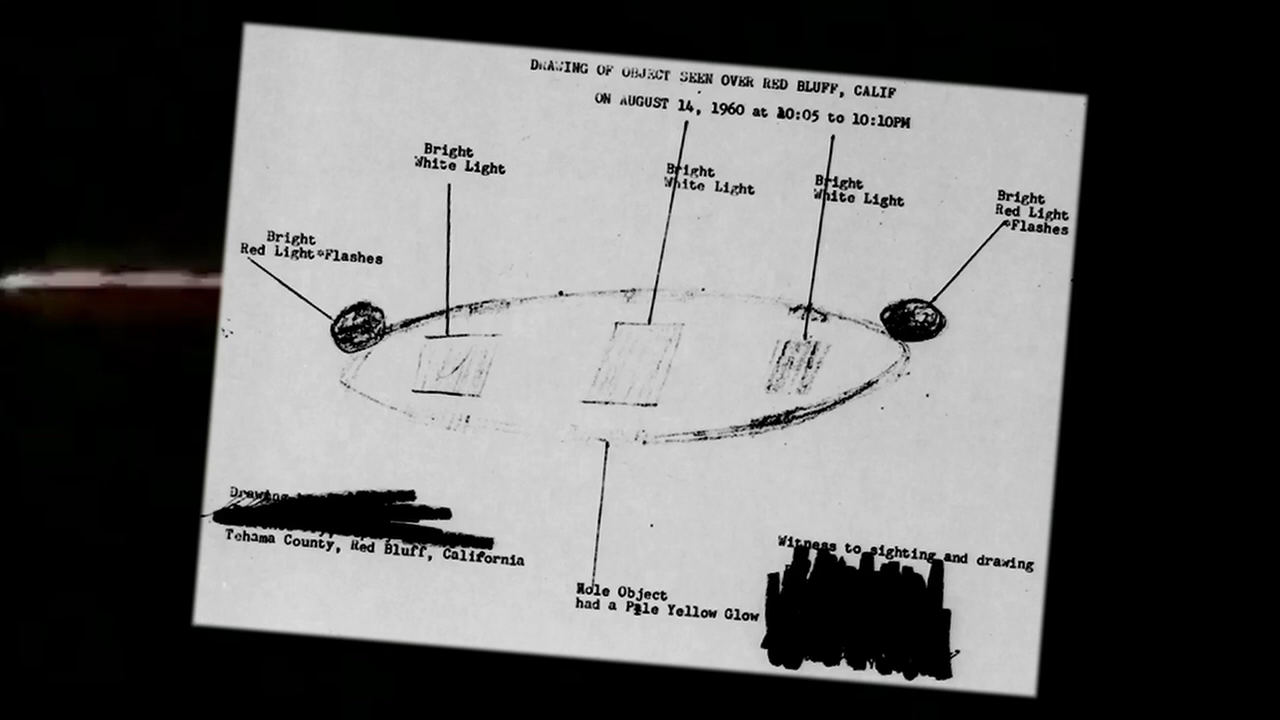 DRAWING OF OBJECT SEEN OVER RED BLUFF, CALIF
ON AUGUST 14, 1960 at 10:05 to 10:10PM
Bright
White Light
Bright
White Light
Bright
White Light
Bright
Red Light
*Flashes
Bright
Red Light*Flashes
Drawing
Tehama County, Red Bluff, California
Witness to sighting and drawing
Hole Object
had a Pale Yellow Glow